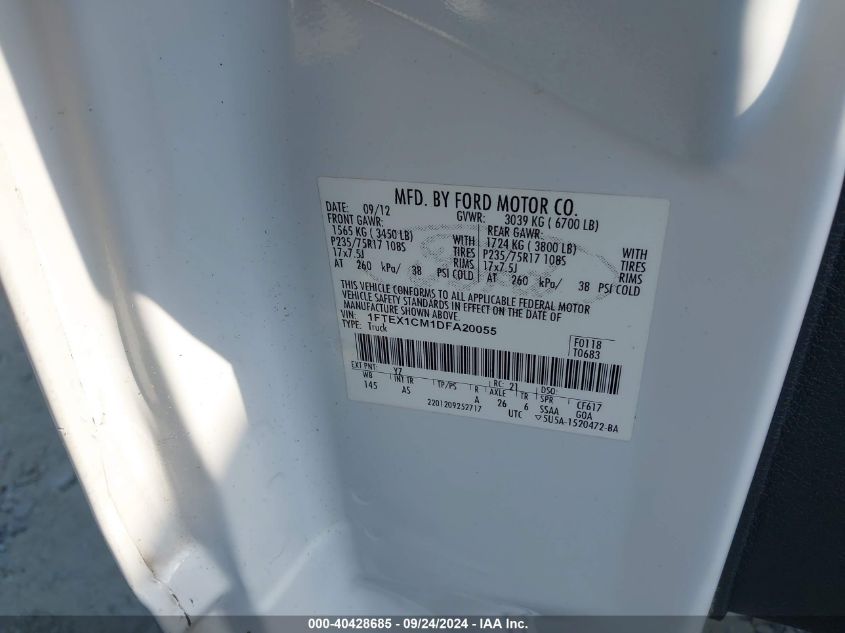 MFD. BY FORD MOTOR CO.
DATE: 09/12 GVWR: 3039 KG ( 6700 LB)
FRONT GAWR: REAR GAWR:
1565 KG ( 3450 LB) WITH 1724 KG ( 3800 LB) WITH
P235/75R17 108S TIRES P235/75R17 108S TIRES
17x7.5J RIMS 17x7.5J RIMS
AT 260 kPa/ 38 PSI COLD AT 260 kPa/ 38 PSI COLD
THIS VEHICLE CONFORMS TO ALL APPLICABLE FEDERAL MOTOR
VEHICLE SAFETY STANDARDS IN EFFECT ON THE DATE OF
MANUFACTURE SHOWN ABOVE.
VIN: 1FTEX1CM1DFA20055
TYPE: Truck
F0118
T0683
EXT PNT: YZ RC: 21 DSO:
WB INT TR TP/PS R AXLE TR SPR CF617
145 AS A 26 6 SSAA GOA
2201209252717 UTC ▽5U5A-1520472-BA
000-40428685 - 09/24/2024 - IAA Inc.